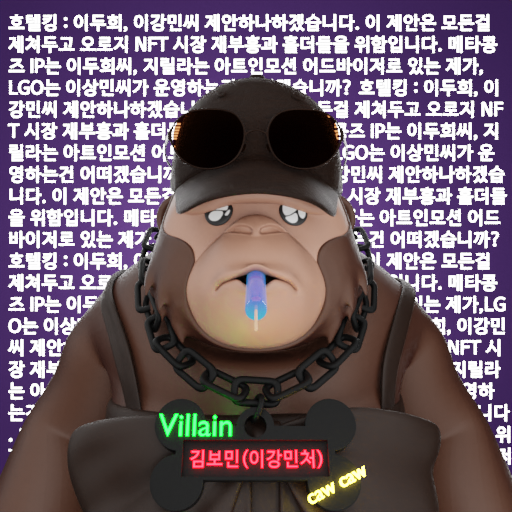 호텔킹 : 이두희, 이강민씨 제안하나하겠습니다. 이 제안은 모든걸
제쳐두고 오로지 NFT 시장 재부흥과 홀더들을 위함입니다. 메타콩
즈 IP는 이두희씨, 지릴라는 아트인모션 어드바이저로 있는 제가,
LGO는 이상민씨가 운영하는 습니까? 호텔킹 : 이두희, 이
강민씨 제안하나하겠습니 든걸 제쳐두고 오로지 NF
T 시장 재부흥과 홀더 즈 IP는 이두희씨, 지
릴라는 아트인모션 어 GO는 이상민씨가 운
영하는건 어떠겠습니까 강민씨 제안하나하겠습
니다. 이 제안은 모든 시장 재부흥과 홀더들
을 위함입니다. 메타 는 아트인모션 어드
바이저로 있는 제가 건 어떠겠습니까?
호텔킹 : 이두희, 이 제안은 모든걸
제쳐두고 오로지 니다. 메타콩
즈 IP는 이두 제가,LG
O는 이상 이강민
씨 제안 NFT 시
장 재부
는 아 영하
Villain
김보민(이강민처)
caw caw